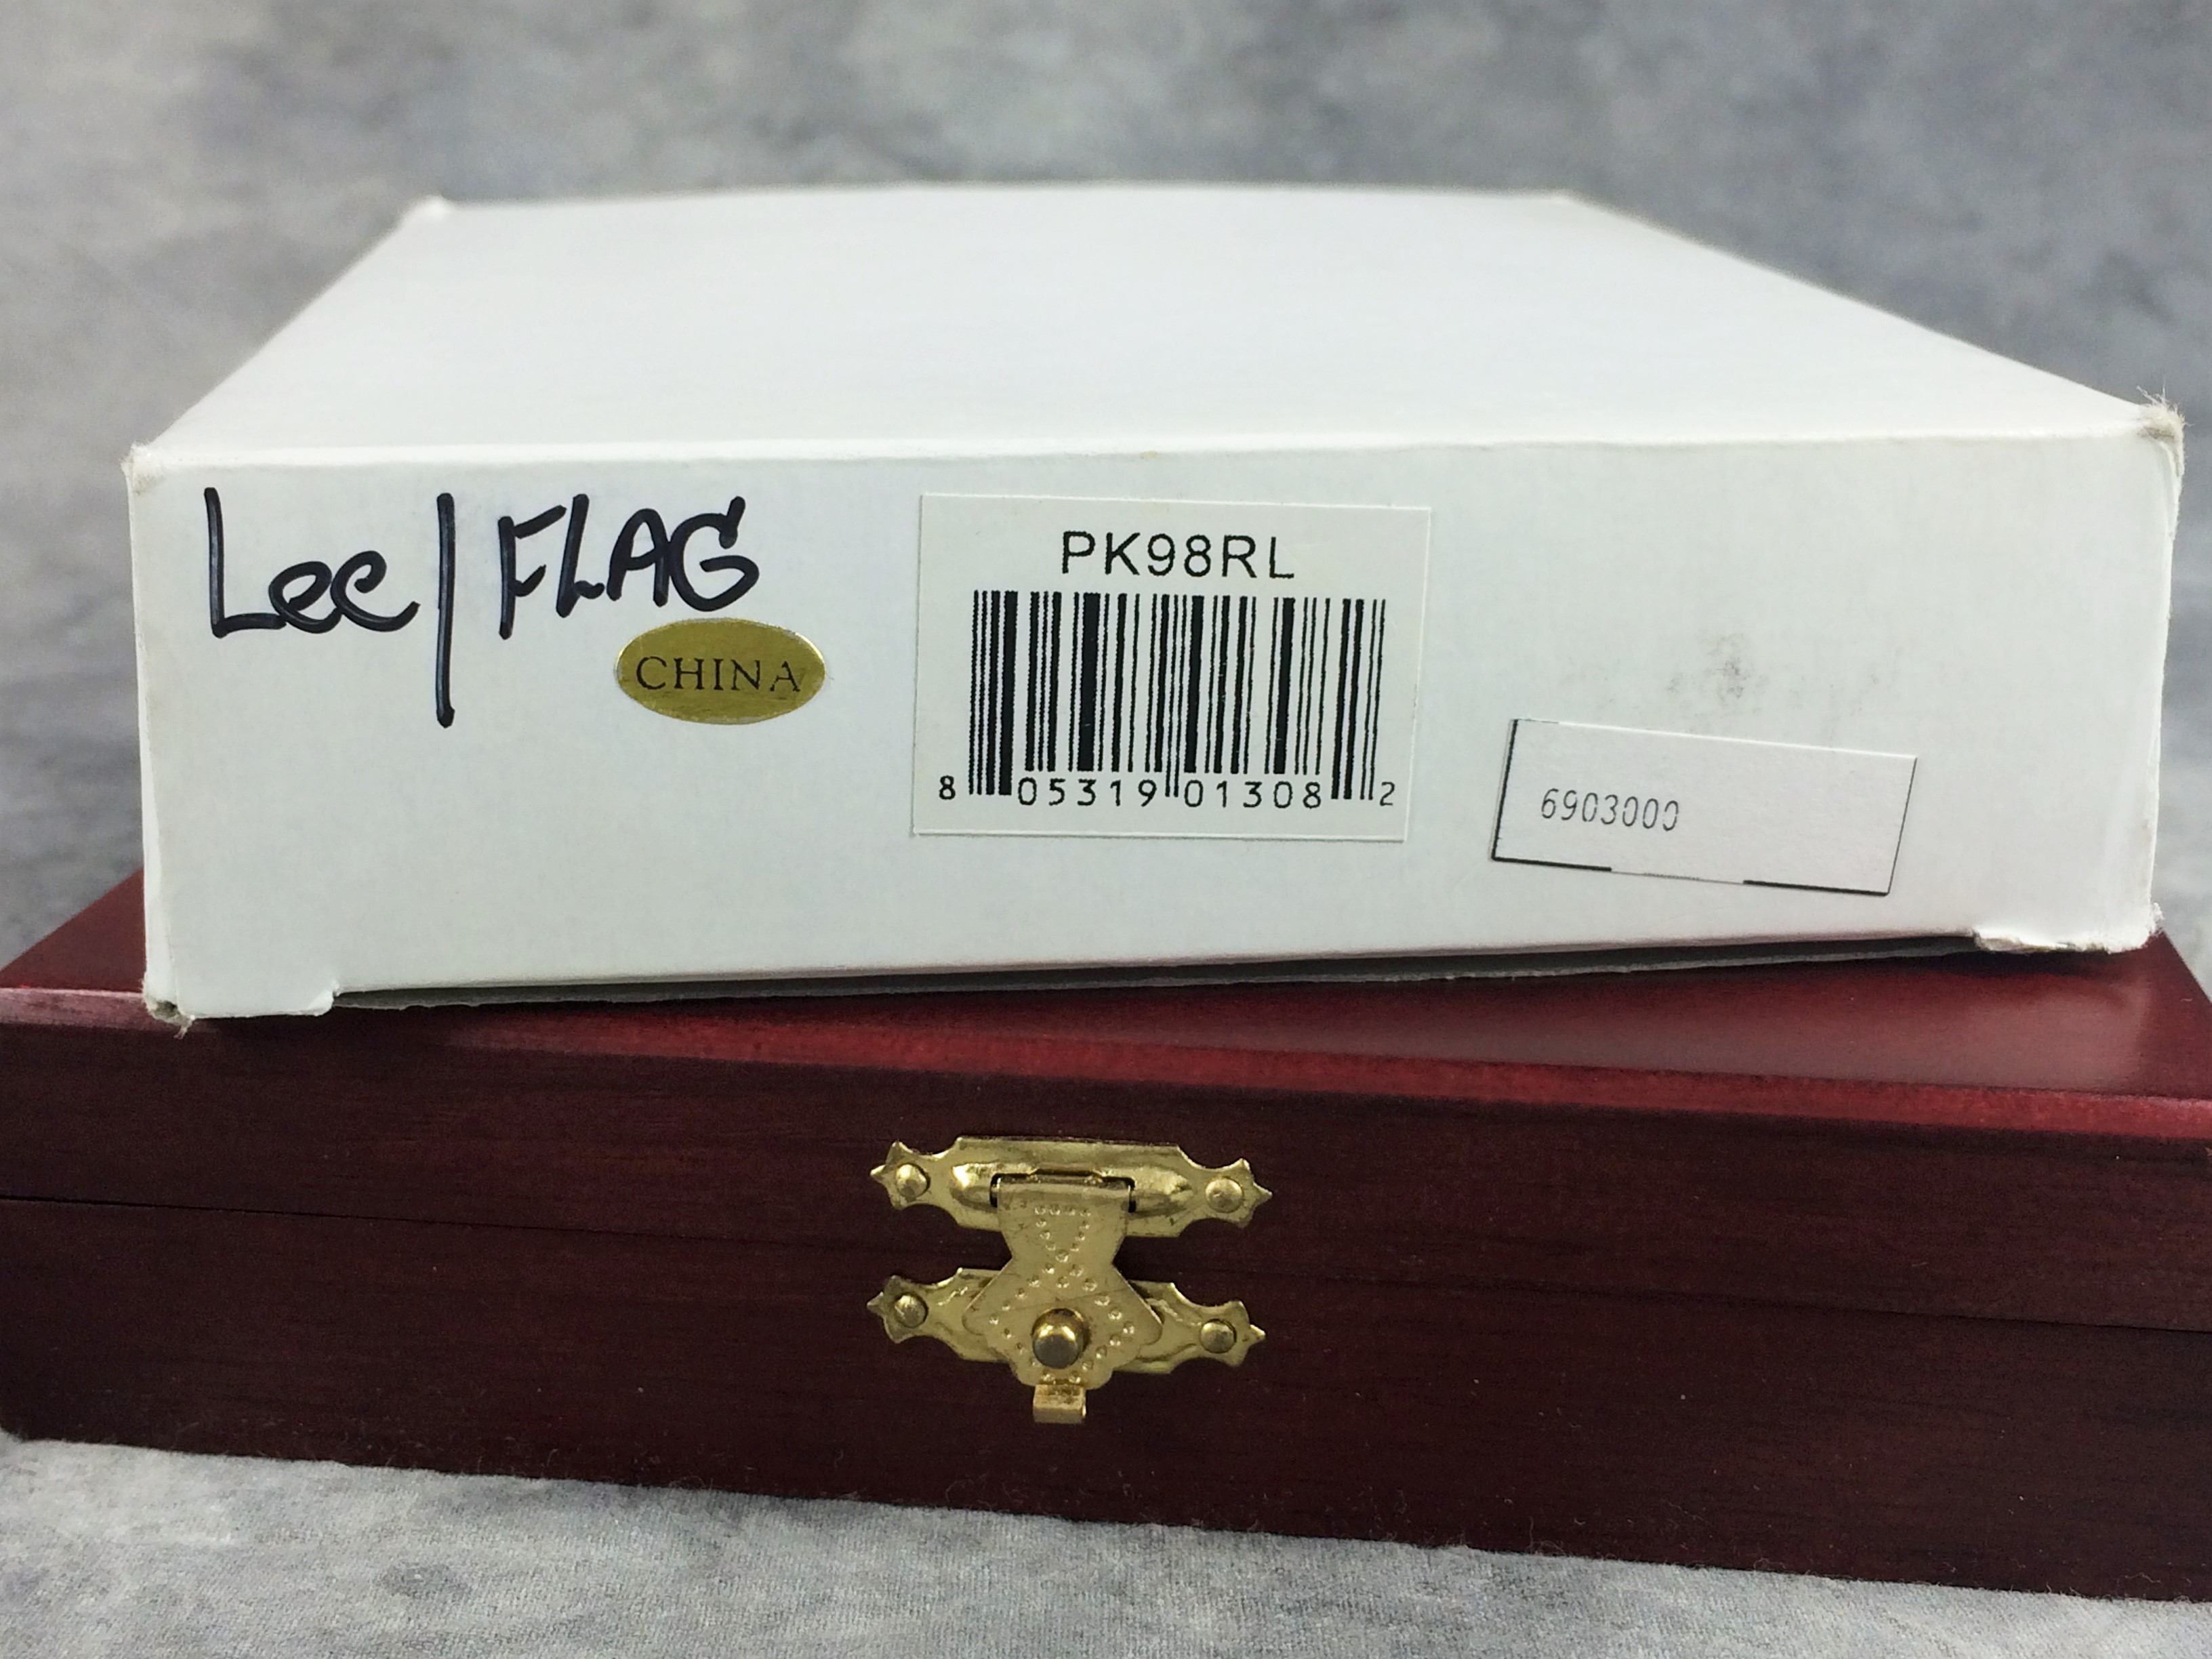 Lee/FLAG
CHINA
PK98RL
8 05319 01308 2
6903000